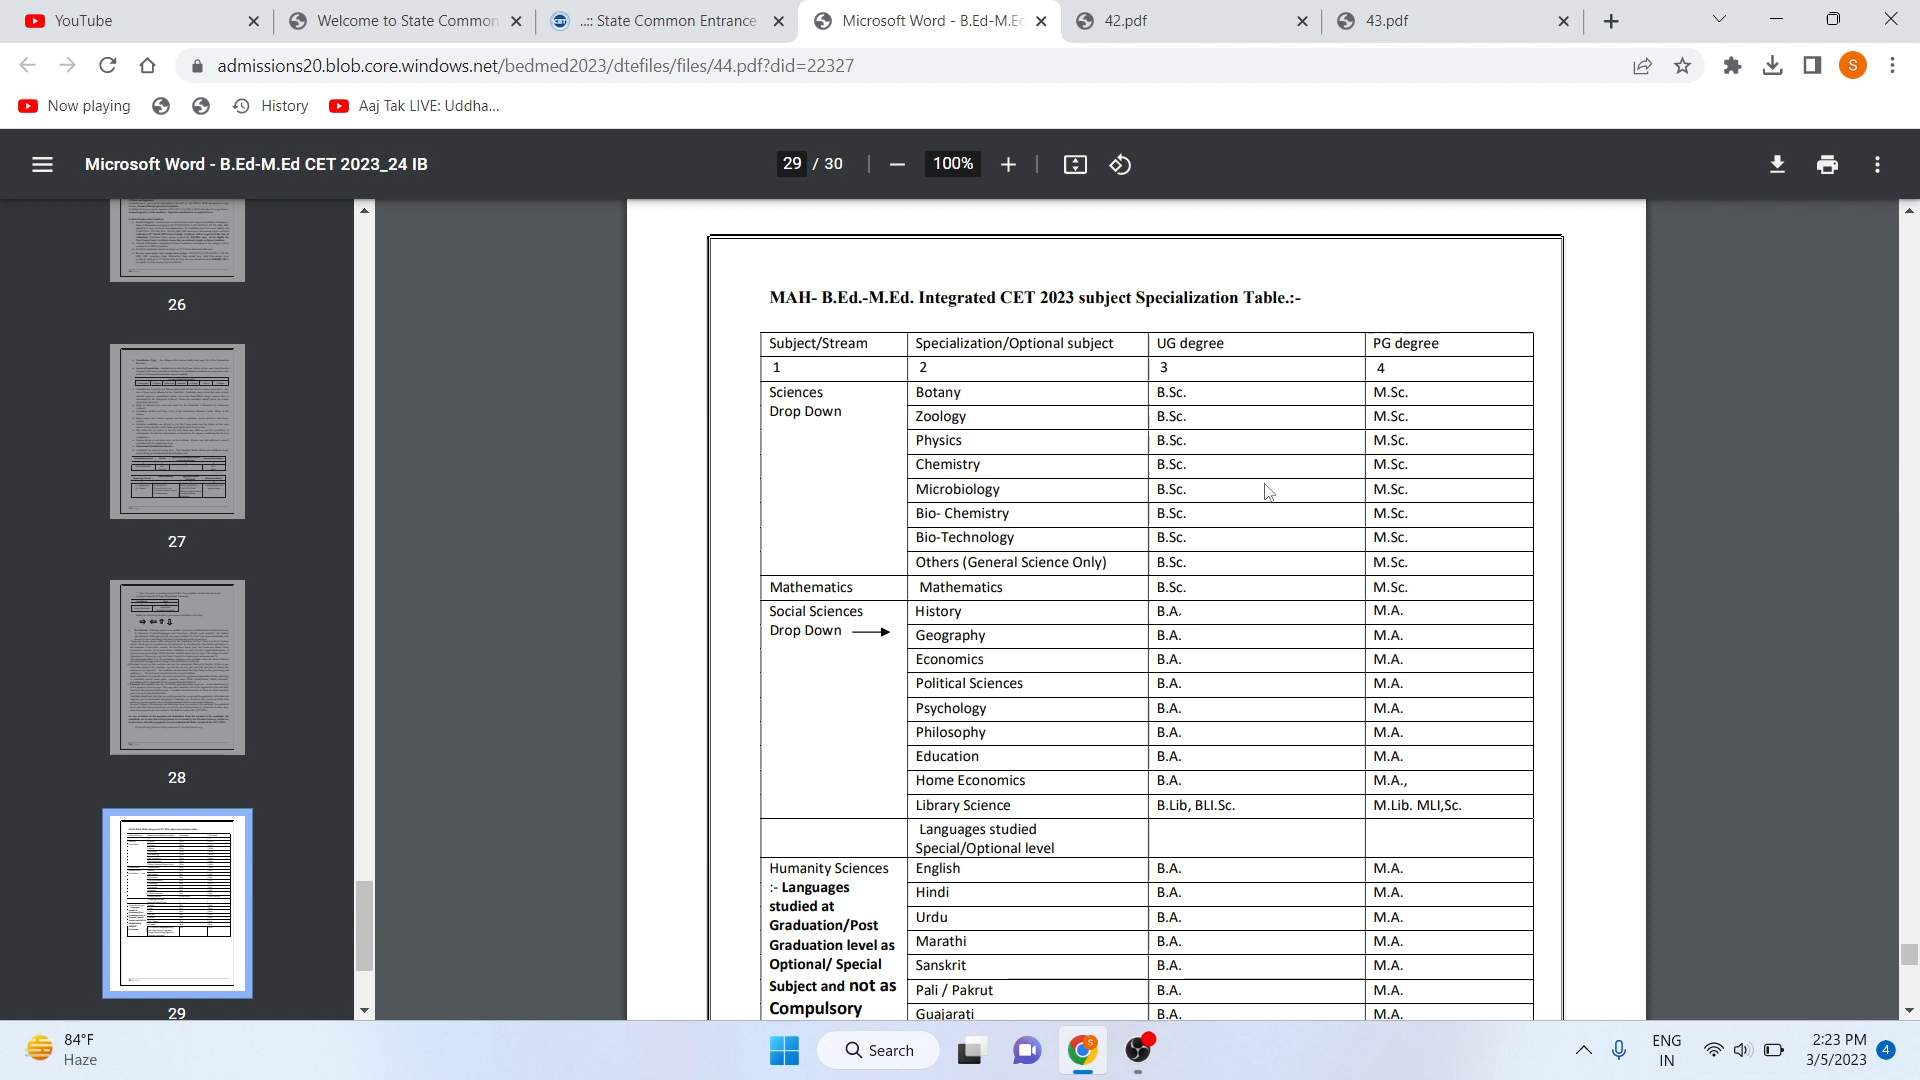 YouTube
Welcome to State Common
..:: State Common Entrance
Microsoft Word - B.Ed-M.Ed
42.pdf
43.pdf
admissions20.blob.core.windows.net/bedmed2023/dtefiles/files/44.pdf?did=22327
S
Now playing
History
Aaj Tak LIVE: Uddha...
Microsoft Word - B.Ed-M.Ed CET 2023_24 IB
29 / 30
100%
26
27
28
29
MAH- B.Ed.-M.Ed. Integrated CET 2023 subject Specialization Table.:-
Subject/Stream Specialization/Optional subject UG degree PG degree
1 2 3 4
Sciences Botany B.Sc. M.Sc.
Drop Down
Zoology B.Sc. M.Sc.
Physics B.Sc. M.Sc.
Chemistry B.Sc. M.Sc.
Microbiology B.Sc. M.Sc.
Bio- Chemistry B.Sc. M.Sc.
Bio-Technology B.Sc. M.Sc.
Others (General Science Only) B.Sc. M.Sc.
Mathematics Mathematics B.Sc. M.Sc.
Social Sciences History B.A. M.A.
Drop Down
Geography B.A. M.A.
Economics B.A. M.A.
Political Sciences B.A. M.A.
Psychology B.A. M.A.
Philosophy B.A. M.A.
Education B.A. M.A.
Home Economics B.A. M.A.,
Library Science B.Lib, BLI.Sc. M.Lib. MLI,Sc.
Languages studied
Special/Optional level
Humanity Sciences English B.A. M.A.
:- Languages Hindi B.A. M.A.
studied at Urdu B.A. M.A.
Graduation/Post
Graduation level as Marathi B.A. M.A.
Optional/ Special Sanskrit B.A. M.A.
Subject and not as Pali / Pakrut B.A. M.A.
Compulsory Guajarati B.A. M.A.
84°F
Haze
Search
ENG
IN
2:23 PM
3/5/2023
4